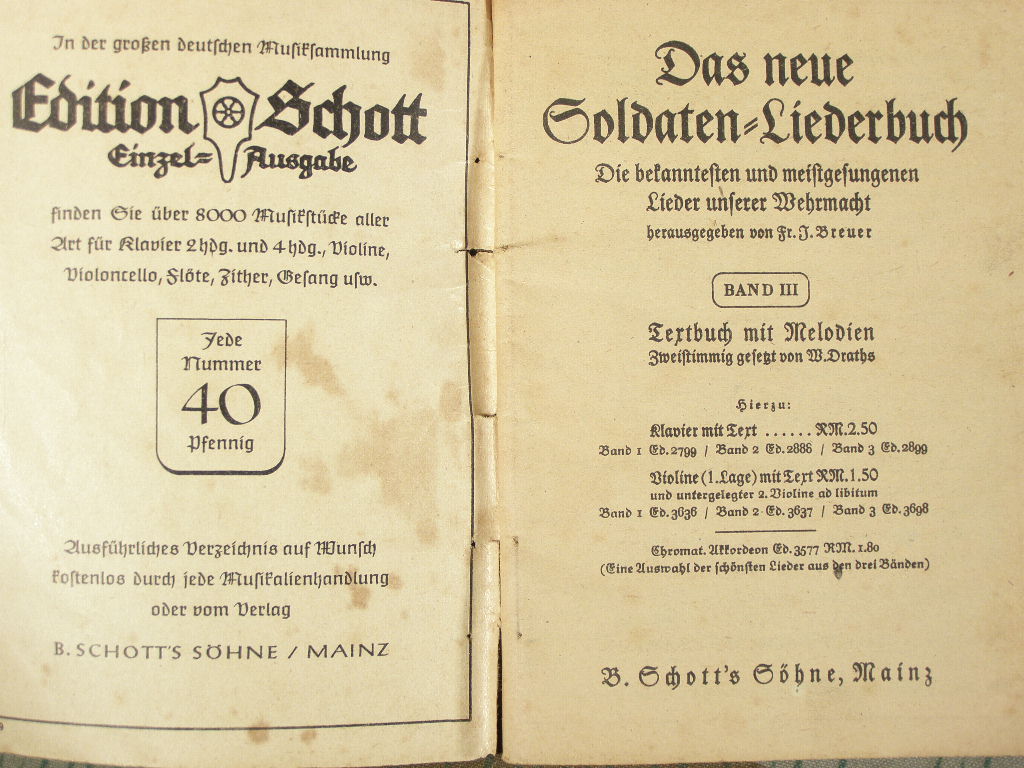 In der großen deutschen Musiksammlung
Edition Schott
Einzel=Ausgabe
finden Sie über 8000 Musikstücke aller
Art für Klavier 2hdg. und 4hdg., Violine,
Violoncello, Flöte, Zither, Gesang usw.
Jede
Nummer
40
Pfennig
Ausführliches Verzeichnis auf Wunsch
kostenlos durch jede Musikalienhandlung
oder vom Verlag
B. SCHOTT'S SÖHNE / MAINZ
Das neue
Soldaten=Liederbuch
Die bekanntesten und meistgesungenen
Lieder unserer Wehrmacht
herausgegeben von Fr. J. Breuer
BAND III
Textbuch mit Melodien
Zweistimmig gesetzt von W. Draths
Hierzu:
Klavier mit Text ...... RM. 2.50
Band 1 Ed. 2799 / Band 2 Ed. 2886 / Band 3 Ed. 2899
Violine (1. Lage) mit Text RM. 1.50
und untergelegter 2. Violine ad libitum
Band 1 Ed. 3636 / Band 2 Ed. 3637 / Band 3 Ed. 3698
Chromat. Akkordeon Ed. 3577 RM. 1.80
(Eine Auswahl der schönsten Lieder aus den drei Bänden)
B. Schott's Söhne, Mainz